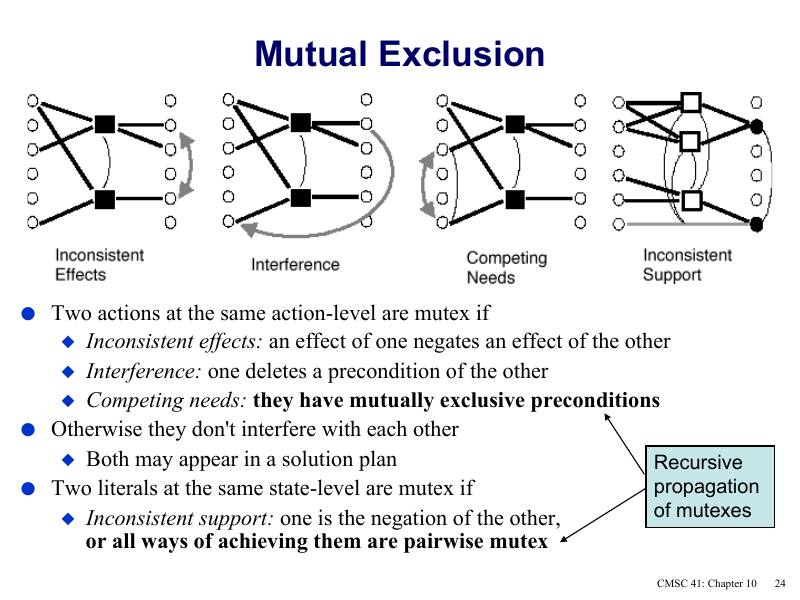 Mutual Exclusion
Inconsistent
Effects
Interference
Competing
Needs
Inconsistent
Support
Two actions at the same action-level are mutex if
Inconsistent effects: an effect of one negates an effect of the other
Interference: one deletes a precondition of the other
Competing needs: they have mutually exclusive preconditions
Otherwise they don't interfere with each other
Both may appear in a solution plan
Two literals at the same state-level are mutex if
Inconsistent support: one is the negation of the other,
or all ways of achieving them are pairwise mutex
Recursive
propagation
of mutexes
CMSC 41: Chapter 10 24